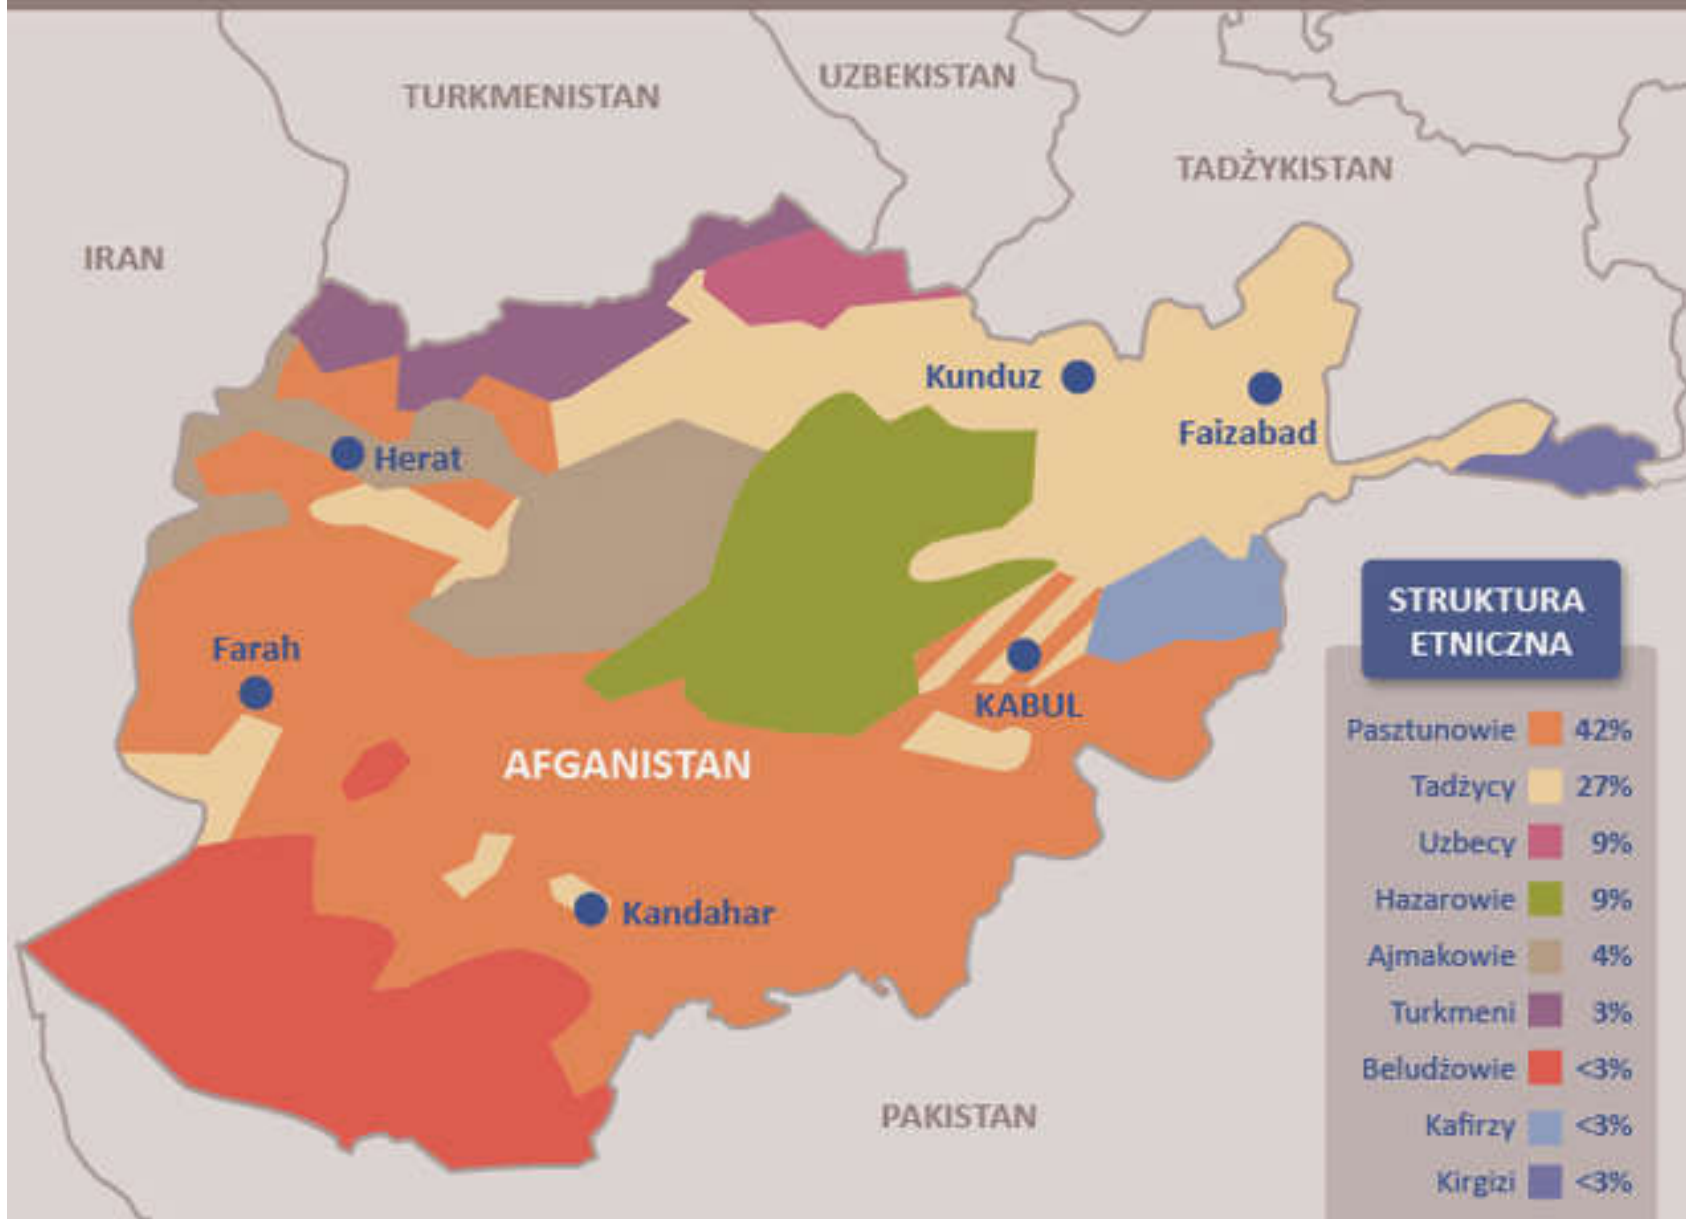 TURKMENISTAN
UZBEKISTAN
TADŻYKISTAN
IRAN
Kunduz
Faizabad
Herat
Farah
KABUL
AFGANISTAN
Kandahar
PAKISTAN
STRUKTURA
ETNICZNA
Pasztunowie 42%
Tadżycy 27%
Uzbecy 9%
Hazarowie 9%
Ajmakowie 4%
Turkmeni 3%
Beludżowie <3%
Kafirzy <3%
Kirgizi <3%